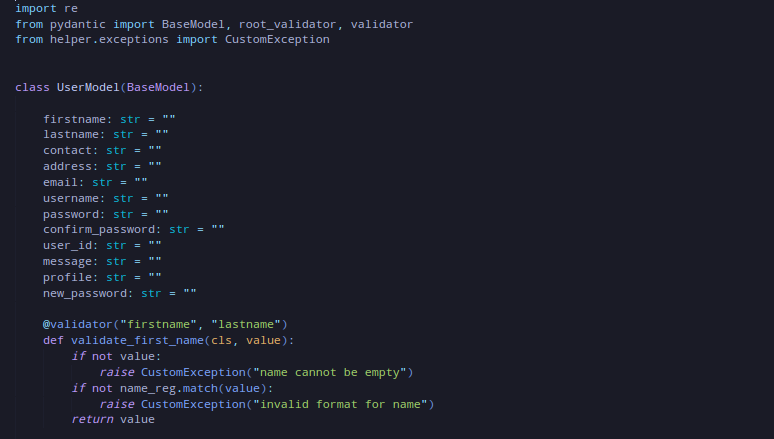 import re
from pydantic import BaseModel, root_validator, validator
from helper.exceptions import CustomException
class UserModel(BaseModel):
firstname: str = ""
lastname: str = ""
contact: str = ""
address: str = ""
email: str = ""
username: str = ""
password: str = ""
confirm_password: str = ""
user_id: str = ""
message: str = ""
profile: str = ""
new_password: str = ""
@validator("firstname", "lastname")
def validate_first_name(cls, value):
if not value:
raise CustomException("name cannot be empty")
if not name_reg.match(value):
raise CustomException("invalid format for name")
return value